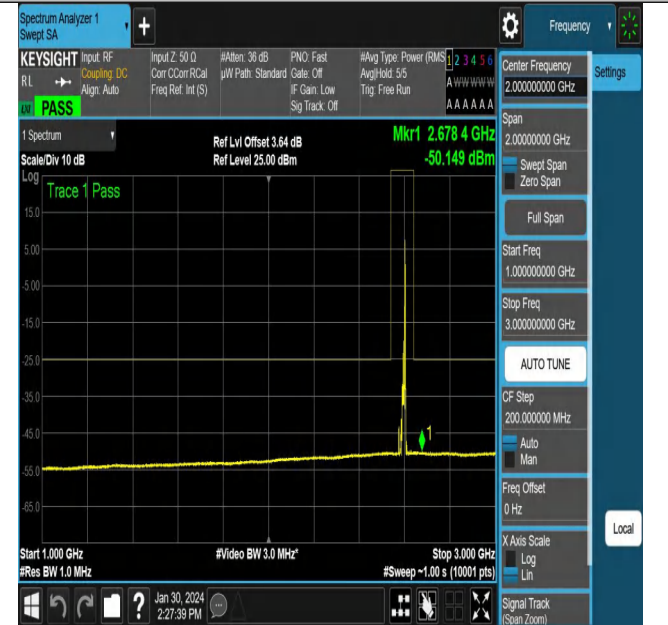 Spectrum Analyzer 1
Swept SA
+
Frequency
KEYSIGHT
RL
LXI PASS
Input: RF
Coupling: DC
Align: Auto
Input Z: 50 Ω
Corr CCorr RCal
Freq Ref: Int (S)
#Atten: 36 dB
µW Path: Standard
PNO: Fast
Gate: Off
IF Gain: Low
Sig Track: Off
#Avg Type: Power (RMS
Avg|Hold: 5/5
Trig: Free Run
1 2 3 4 5 6
A W W W W W
A A A A A A
Center Frequency
2.000000000 GHz
Settings
Span
2.00000000 GHz
Swept Span
Zero Span
Full Span
Start Freq
1.000000000 GHz
Stop Freq
3.000000000 GHz
AUTO TUNE
CF Step
200.000000 MHz
Auto
Man
Freq Offset
0 Hz
X Axis Scale
Log
Lin
Signal Track
(Span Zoom)
Local
1 Spectrum
Scale/Div 10 dB
Ref Lvl Offset 3.64 dB
Ref Level 25.00 dBm
Mkr1 2.678 4 GHz
-50.149 dBm
Log
Trace 1 Pass
15.0
5.00
-5.00
-15.0
-25.0
-35.0
-45.0
-55.0
-65.0
1
Start 1.000 GHz
#Res BW 1.0 MHz
#Video BW 3.0 MHz*
Stop 3.000 GHz
#Sweep ~1.00 s (10001 pts)
?
Jan 30, 2024
2:27:39 PM